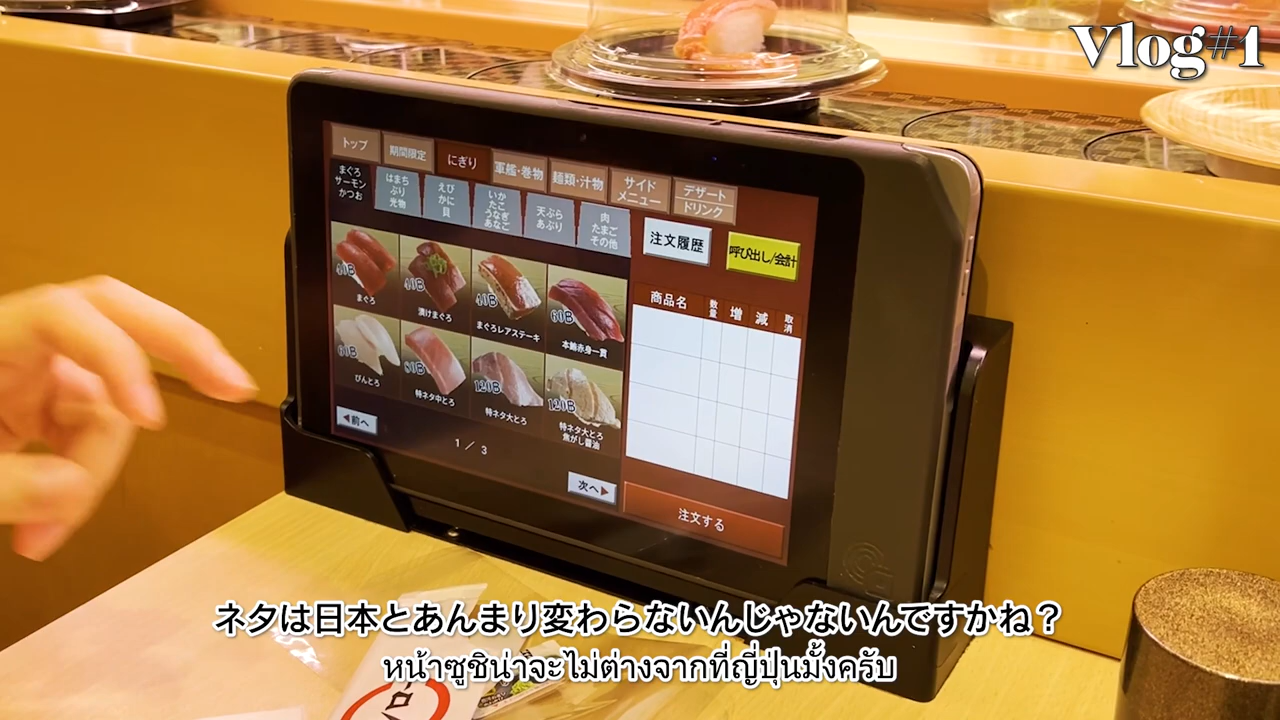 Vlog#1
トップ
期間限定
にぎり
軍艦・巻物
麺類・汁物
サイド
メニュー
デザート
ドリンク
まぐろ
サーモン
かつお
はまち
ぶり
光物
えび
かに
貝
いか
たこ
うなぎ
あなご
天ぷら
あぶり
肉
たまご
その他
注文履歴
呼び出し/会計
40B
まぐろ
40B
漬けまぐろ
40B
まぐろレアステーキ
60B
本鮪赤身一貫
60B
びんとろ
80B
特ネタ中とろ
120B
特ネタ大とろ
120B
特ネタ大とろ
焦がし醤油
商品名
数量
増
減
取消
◀前へ
1 / 3
次へ▶
注文する
ネタは日本とあんまり変わらないんじゃないんですかね？
หน้าซูชิน่าจะไม่ต่างจากที่ญี่ปุ่นมั้งครับ